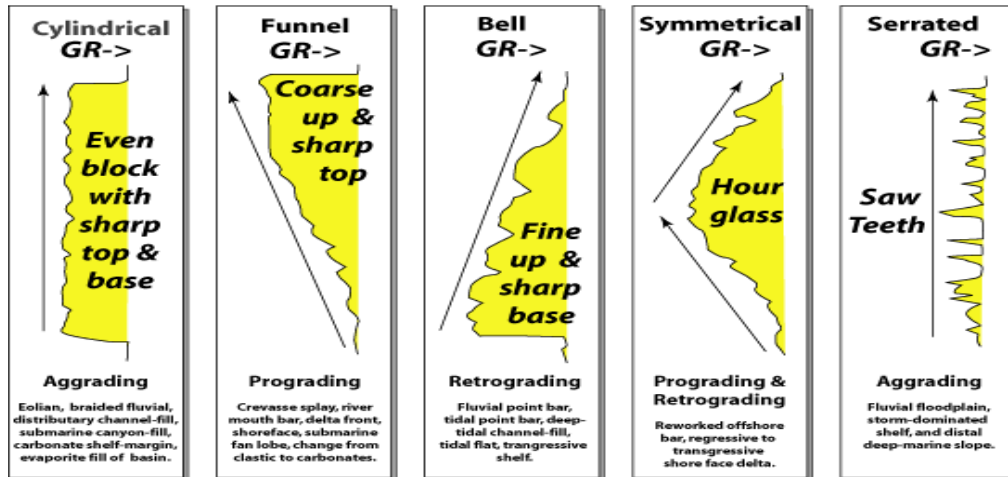 Cylindrical
GR->
Even
block
with
sharp
top &
base
Aggrading
Eolian, braided fluvial,
distributary channel-fill,
submarine canyon-fill,
carbonate shelf-margin,
evaporite fill of basin.
Funnel
GR->
Coarse
up &
sharp
top
Prograding
Crevasse splay, river
mouth bar, delta front,
shoreface, submarine
fan lobe, change from
clastic to carbonates.
Bell
GR->
Fine
up &
sharp
base
Retrograding
Fluvial point bar,
tidal point bar, deep-
tidal channel-fill,
tidal flat, trangressive
shelf.
Symmetrical
GR->
Hour
glass
Prograding &
Retrograding
Reworked offshore
bar, regressive to
transgressive
shore face delta.
Serrated
GR->
Saw
Teeth
Aggrading
Fluvial floodplain,
storm-dominated
shelf, and distal
deep-marine slope.